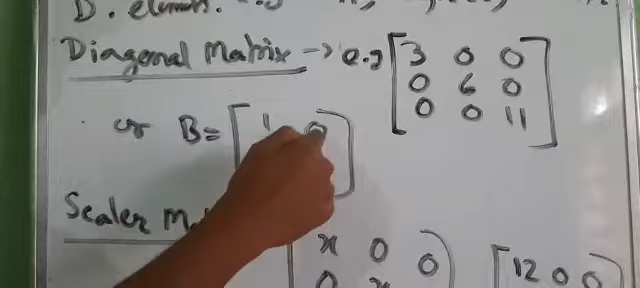 D. elements. e.g
Diagonal Matrix → e.g [3 0 0
0 6 0
0 0 11]
or B = [1 0]
Scaler M
x 0 0 [12 0 0
0 x